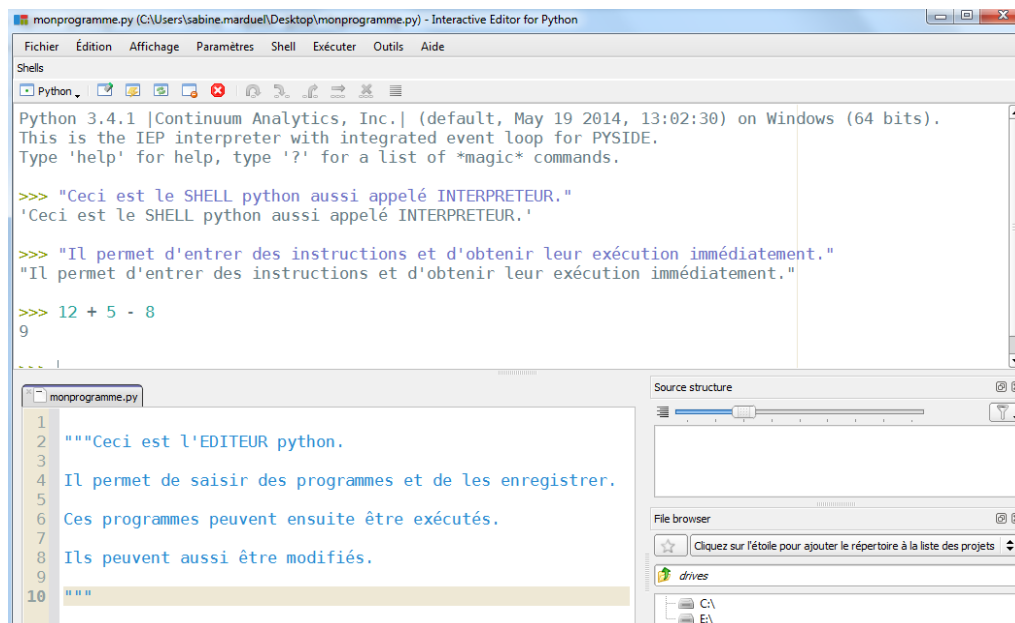 monprogramme.py (C:\Users\sabine.marduel\Desktop\monprogramme.py) - Interactive Editor for Python
Fichier Édition Affichage Paramètres Shell Exécuter Outils Aide
Shells
Python
Python 3.4.1 |Continuum Analytics, Inc.| (default, May 19 2014, 13:02:30) on Windows (64 bits).
This is the IEP interpreter with integrated event loop for PYSIDE.
Type 'help' for help, type '?' for a list of *magic* commands.
>>> "Ceci est le SHELL python aussi appelé INTERPRETEUR."
'Ceci est le SHELL python aussi appelé INTERPRETEUR.'
>>> "Il permet d'entrer des instructions et d'obtenir leur exécution immédiatement."
"Il permet d'entrer des instructions et d'obtenir leur exécution immédiatement."
>>> 12 + 5 - 8
9
>>>
monprogramme.py
1
2 """Ceci est l'EDITEUR python.
3
4 Il permet de saisir des programmes et de les enregistrer.
5
6 Ces programmes peuvent ensuite être exécutés.
7
8 Ils peuvent aussi être modifiés.
9
10 """
Source structure
File browser
Cliquez sur l'étoile pour ajouter le répertoire à la liste des projets
drives
C:\
E:\